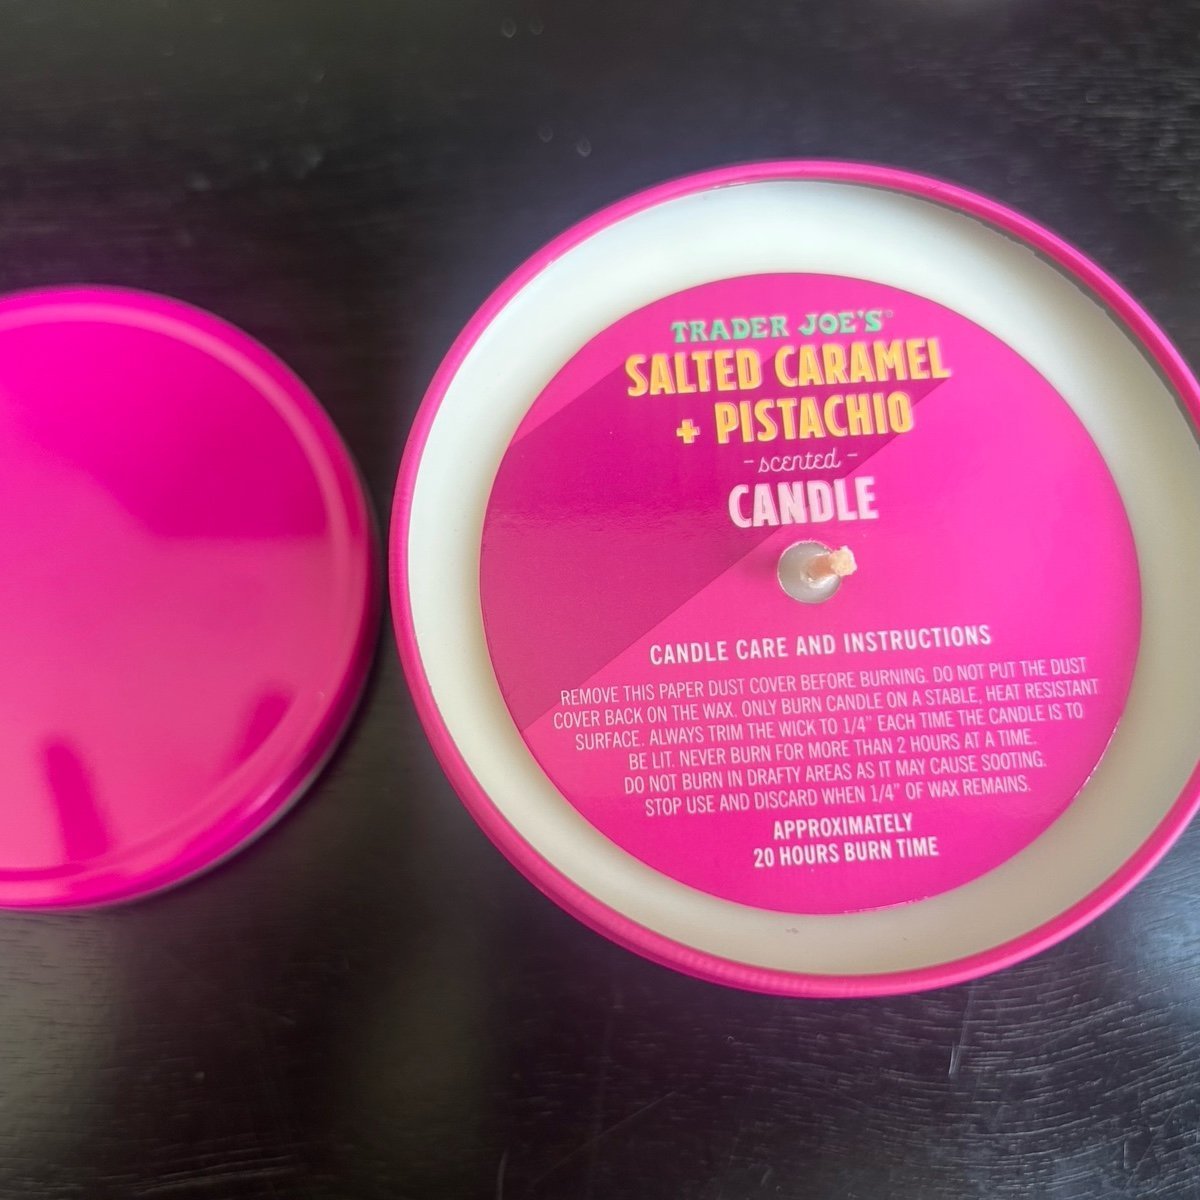 TRADER JOE'S
SALTED CARAMEL
+ PISTACHIO
- scented -
CANDLE
CANDLE CARE AND INSTRUCTIONS
REMOVE THIS PAPER DUST COVER BEFORE BURNING. DO NOT PUT THE DUST
COVER BACK ON THE WAX. ONLY BURN CANDLE ON A STABLE, HEAT RESISTANT
SURFACE. ALWAYS TRIM THE WICK TO 1/4" EACH TIME THE CANDLE IS TO
BE LIT. NEVER BURN FOR MORE THAN 2 HOURS AT A TIME.
DO NOT BURN IN DRAFTY AREAS AS IT MAY CAUSE SOOTING.
STOP USE AND DISCARD WHEN 1/4" OF WAX REMAINS.
APPROXIMATELY
20 HOURS BURN TIME